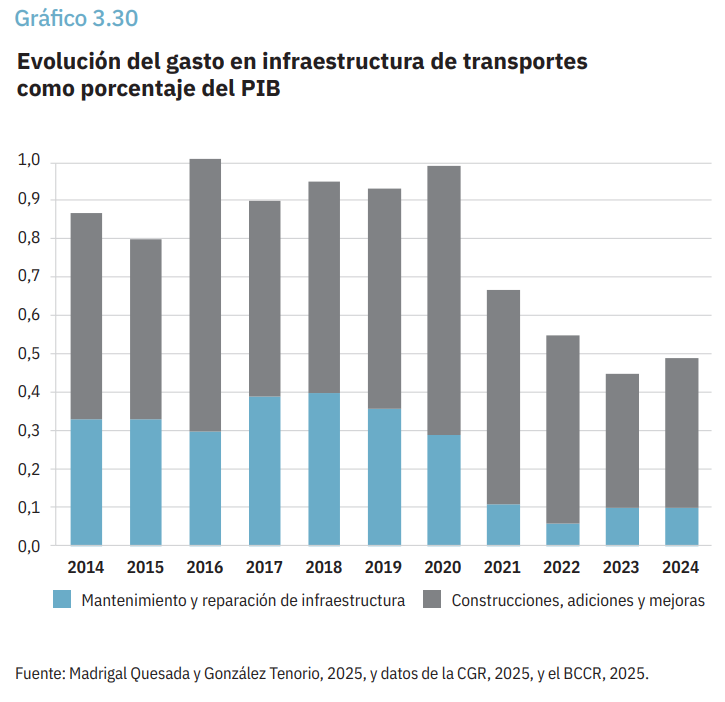 Gráfico 3.30
Evolución del gasto en infraestructura de transportes
como porcentaje del PIB
1,0
0,9
0,8
0,7
0,6
0,5
0,4
0,3
0,2
0,1
0,0
2014 2015 2016 2017 2018 2019 2020 2021 2022 2023 2024
Mantenimiento y reparación de infraestructura Construcciones, adiciones y mejoras
Fuente: Madrigal Quesada y González Tenorio, 2025, y datos de la CGR, 2025, y el BCCR, 2025.